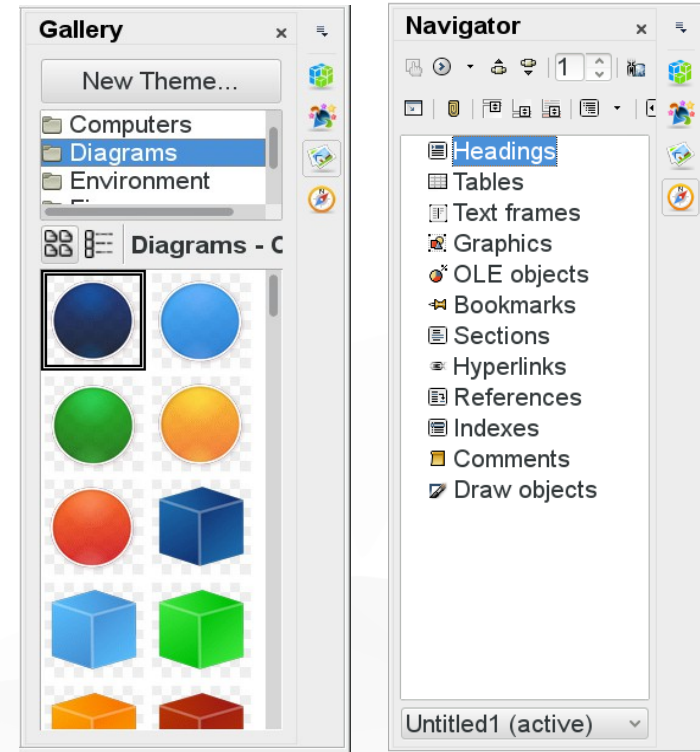 Gallery
New Theme...
Computers
Diagrams
Environment
Diagrams -
Navigator
1
Headings
Tables
Text frames
Graphics
OLE objects
Bookmarks
Sections
Hyperlinks
References
Indexes
Comments
Draw objects
Untitled1 (active)